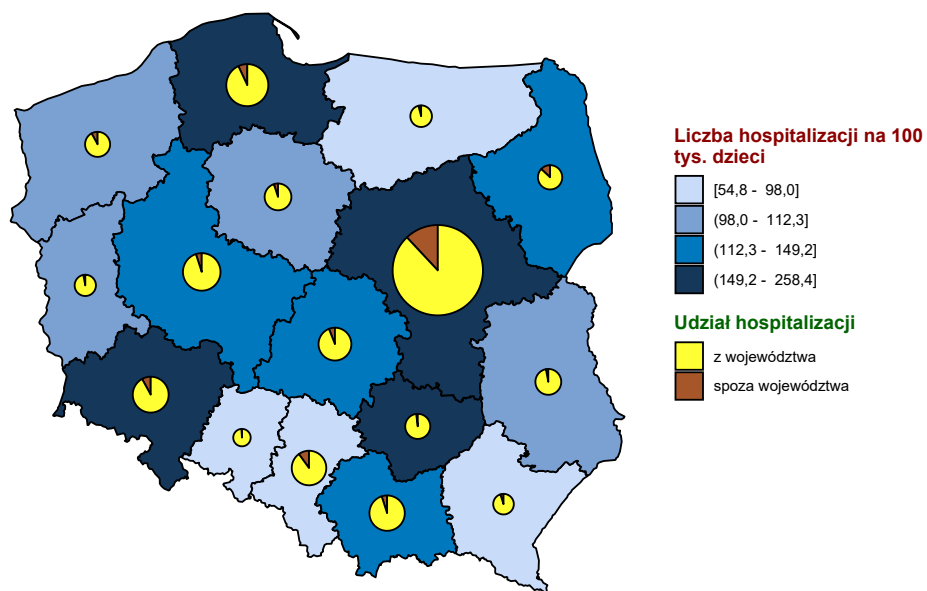 Liczba hospitalizacji na 100
tys. dzieci
[54,8 - 98,0]
(98,0 - 112,3]
(112,3 - 149,2]
(149,2 - 258,4]
Udział hospitalizacji
z województwa
spoza województwa